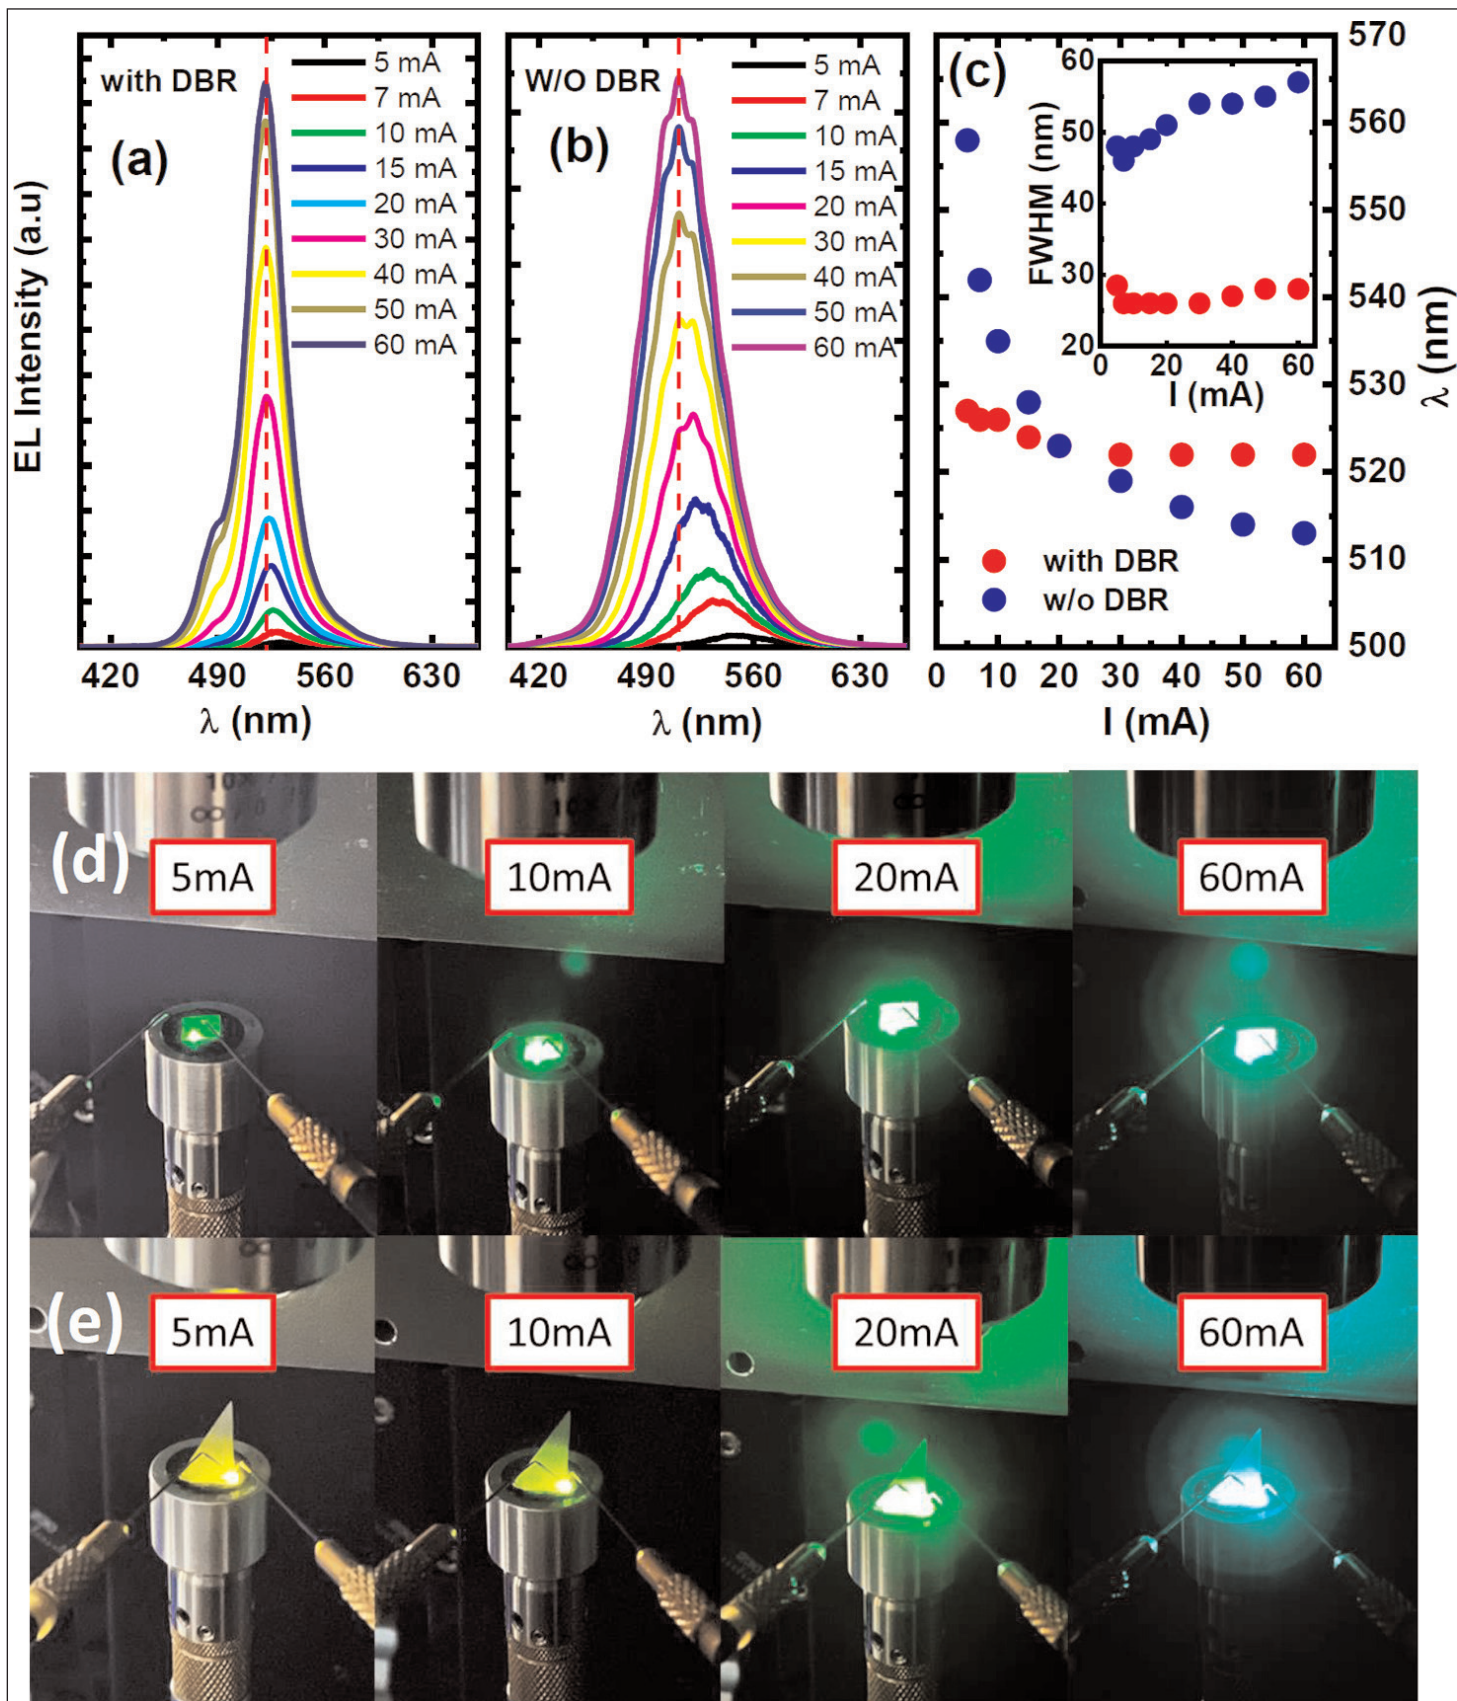 with DBR
(a)
5 mA
7 mA
10 mA
15 mA
20 mA
30 mA
40 mA
50 mA
60 mA
EL Intensity (a.u)
420 490 560 630
λ (nm)
W/O DBR
(b)
5 mA
7 mA
10 mA
15 mA
20 mA
30 mA
40 mA
50 mA
60 mA
420 490 560 630
λ (nm)
(c)
60
50
40
30
20
FWHM (nm)
0 20 40 60
I (mA)
570
560
550
540
530
520
510
500
λ (nm)
with DBR
w/o DBR
0 10 20 30 40 50 60
I (mA)
(d)
10X /
∞ / 0
10X /
∞ /
∞
5mA
10mA
20mA
60mA
(e)
∞
∞
5mA
10mA
20mA
60mA